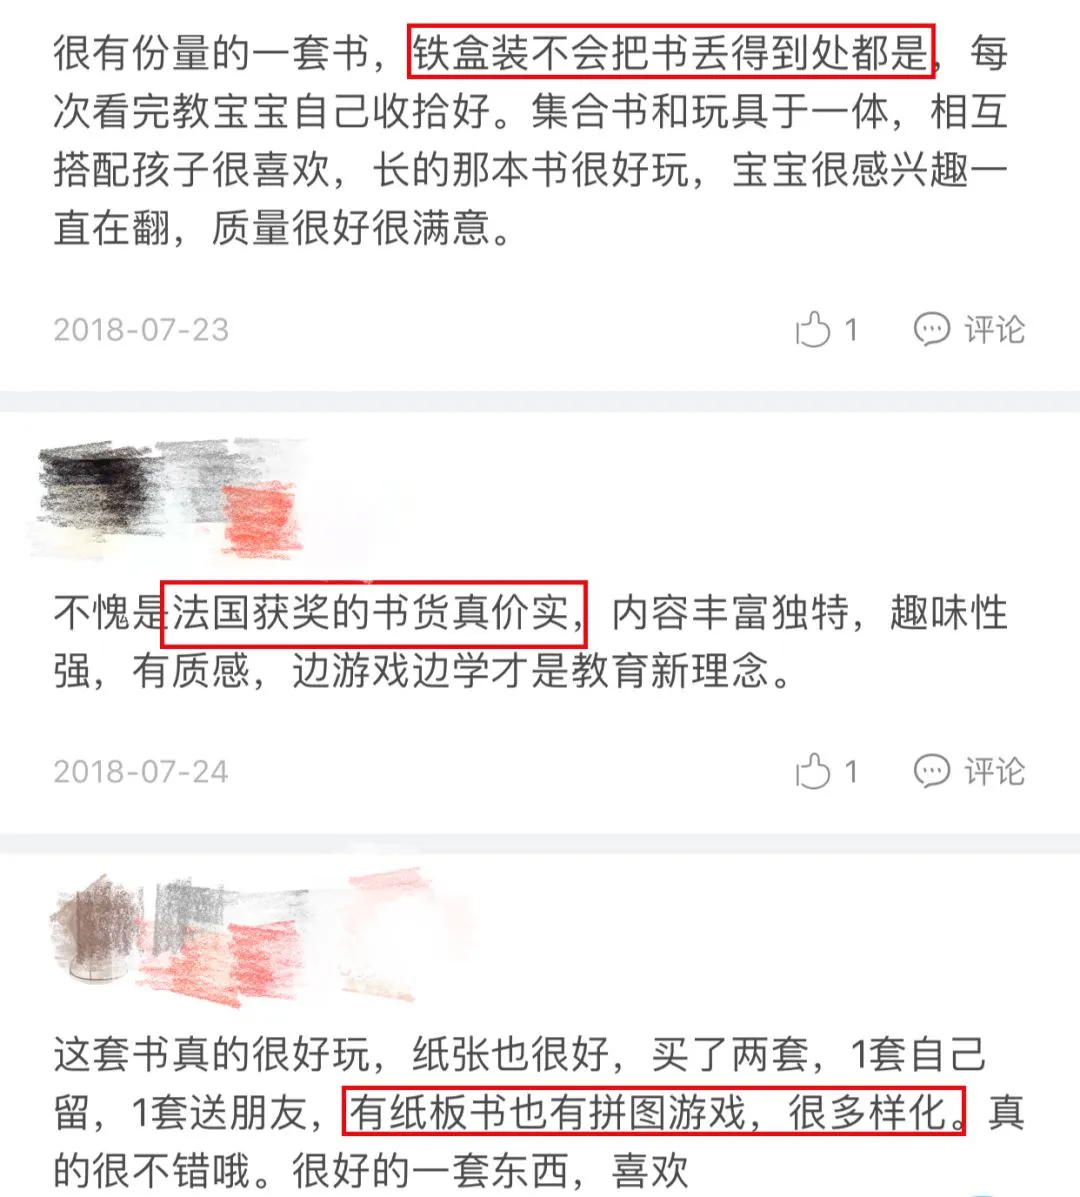 很有份量的一套书，铁盒装不会把书丢得到处都是，每
次看完教宝宝自己收拾好。集合书和玩具于一体，相互
搭配孩子很喜欢，长的那本书很好玩，宝宝很感兴趣一
直在翻，质量很好很满意。
2018-07-23 1 评论
不愧是法国获奖的书货真价实，内容丰富独特，趣味性
强，有质感，边游戏边学才是教育新理念。
2018-07-24 1 评论
这套书真的很好玩，纸张也很好，买了两套，1套自己
留，1套送朋友，有纸板书也有拼图游戏，很多样化。真
的很不错哦。很好的一套东西，喜欢